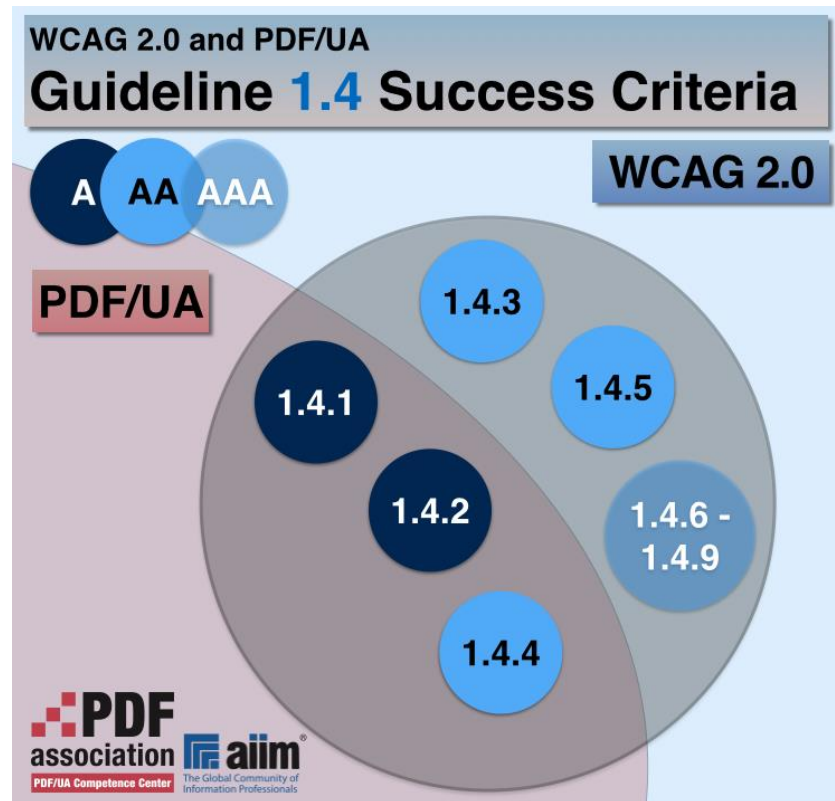 WCAG 2.0 and PDF/UA
Guideline 1.4 Success Criteria
A AA AAA
WCAG 2.0
PDF/UA
1.4.3
1.4.5
1.4.1
1.4.2
1.4.6 -
1.4.9
1.4.4
PDF
association
PDF/UA Competence Center
aiim®
The Global Community of
Information Professionals